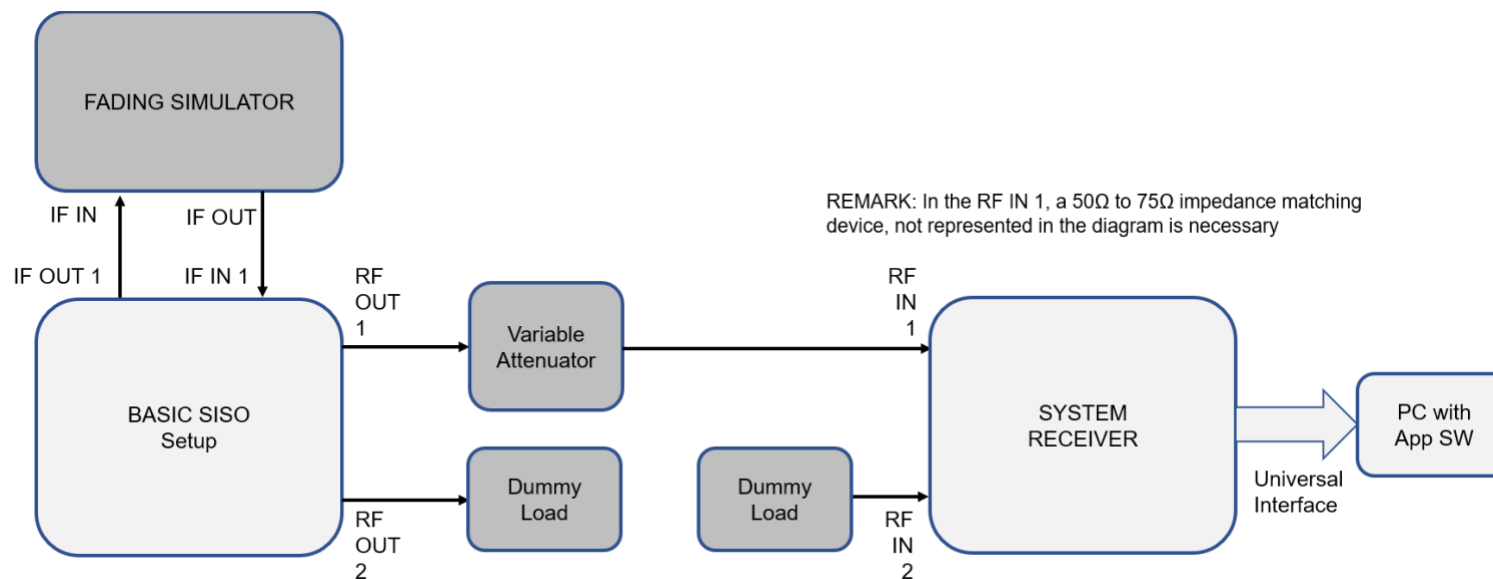 FADING SIMULATOR
IF IN
IF OUT
REMARK: In the RF IN 1, a 50Ω to 75Ω impedance matching
device, not represented in the diagram is necessary
IF OUT 1
IF IN 1
RF
OUT
1
Variable
Attenuator
RF
IN
1
BASIC SISO
Setup
SYSTEM
RECEIVER
PC with
App SW
Universal
Interface
Dummy
Load
Dummy
Load
RF
OUT
2
RF
IN
2